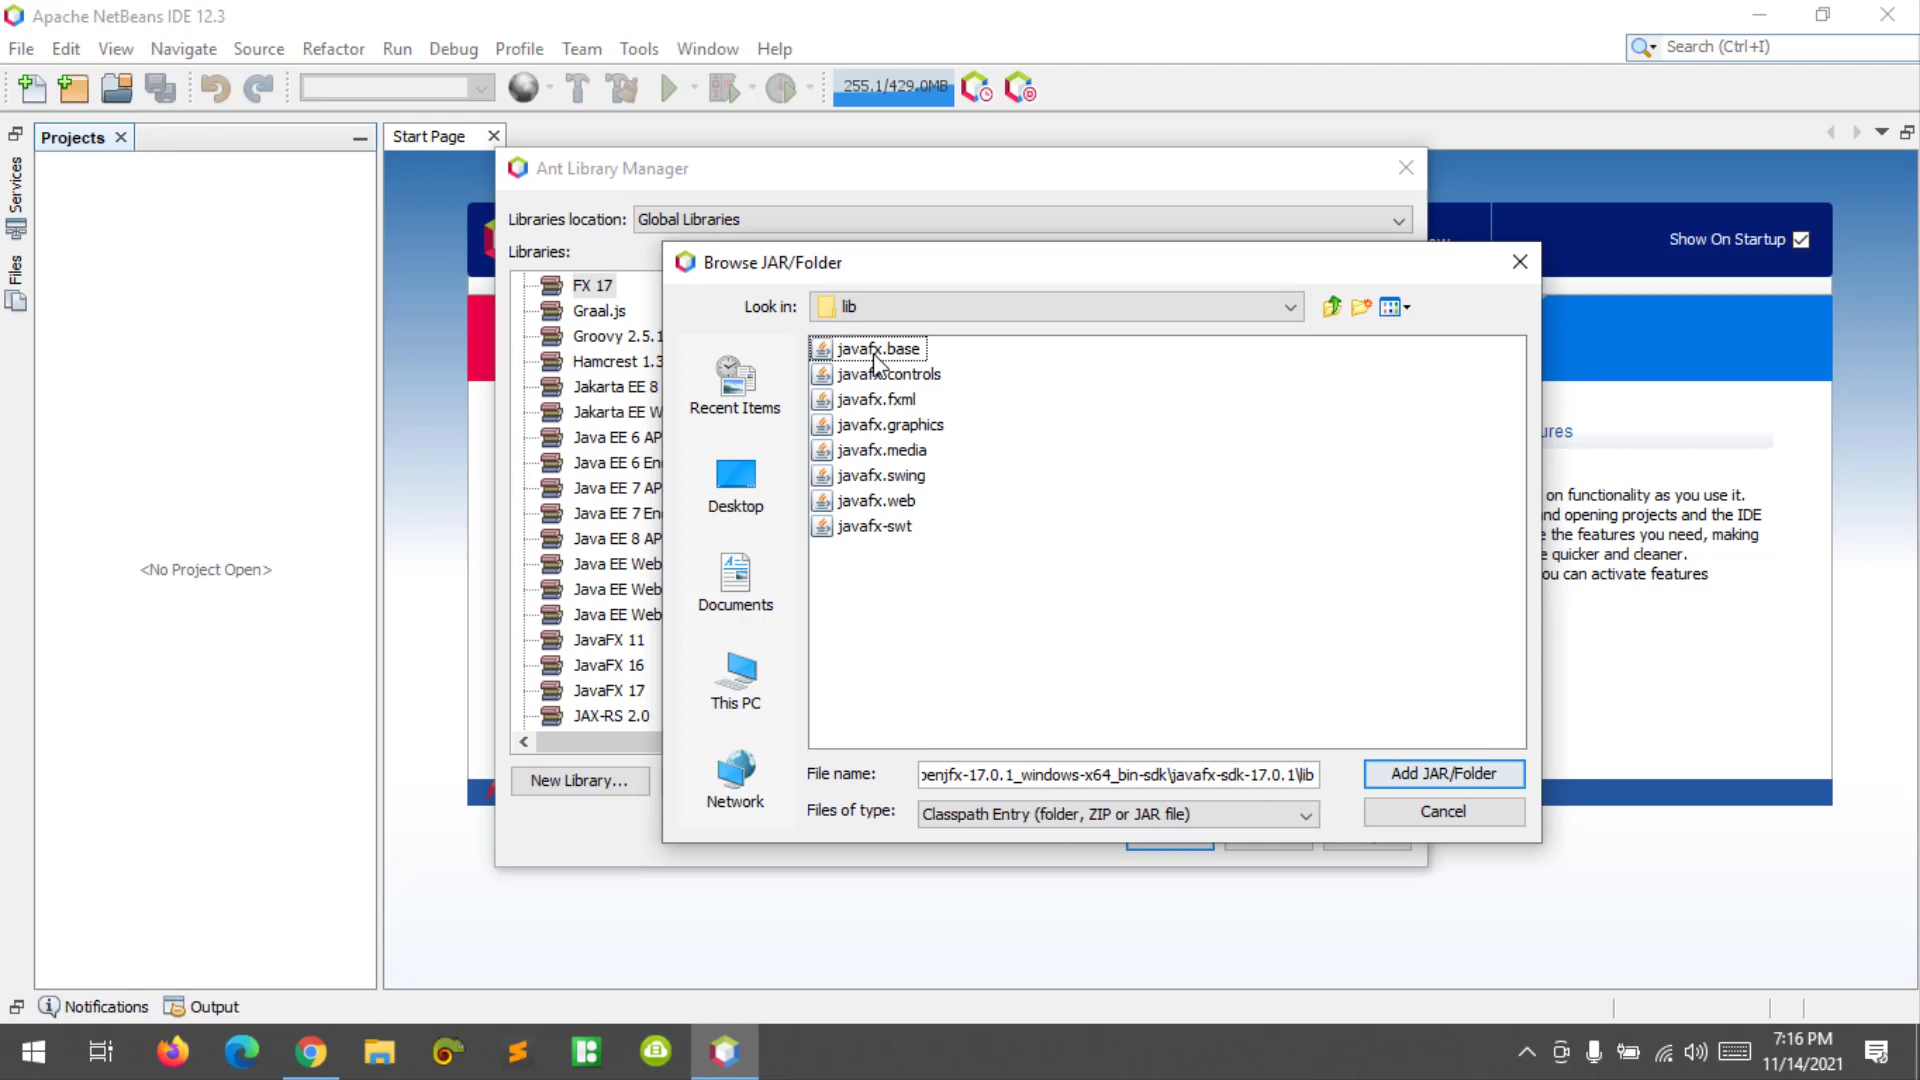 Apache NetBeans IDE 12.3
File Edit View Navigate Source Refactor Run Debug Profile Team Tools Window Help
Search (Ctrl+I)
255.1/429.0MB
Projects
Start Page
Services
Files
<No Project Open>
Ant Library Manager
Libraries location: Global Libraries
Libraries:
Show On Startup
FX 17
Graal.js
Groovy 2.5.1
Hamcrest 1.3
Jakarta EE 8
Jakarta EE W
Java EE 6 AP
Java EE 6 En
Java EE 7 AP
Java EE 7 En
Java EE 8 AP
Java EE Web
Java EE Web
Java EE Web
JavaFX 11
JavaFX 16
JavaFX 17
JAX-RS 2.0
New Library...
Browse JAR/Folder
Look in: lib
Recent Items
Desktop
Documents
This PC
Network
javafx.base
javafx.controls
javafx.fxml
javafx.graphics
javafx.media
javafx.swing
javafx.web
javafx-swt
File name: penjfx-17.0.1_windows-x64_bin-sdk\javafx-sdk-17.0.1\lib
Files of type: Classpath Entry (folder, ZIP or JAR file)
Add JAR/Folder
Cancel
ures
on functionality as you use it.
nd opening projects and the IDE
e the features you need, making
e quicker and cleaner.
ou can activate features
Notifications Output
7:16 PM
11/14/2021